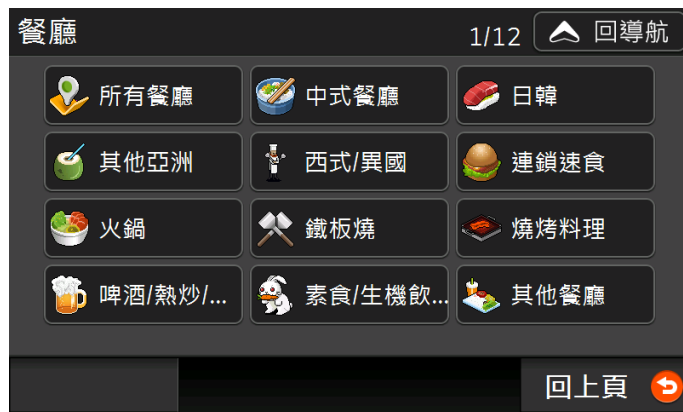 餐廳 1/12 回導航
所有餐廳 中式餐廳 日韓
其他亞洲 西式/異國 連鎖速食
火鍋 鐵板燒 燒烤料理
啤酒/熱炒/... 素食/生機飲... 其他餐廳
回上頁